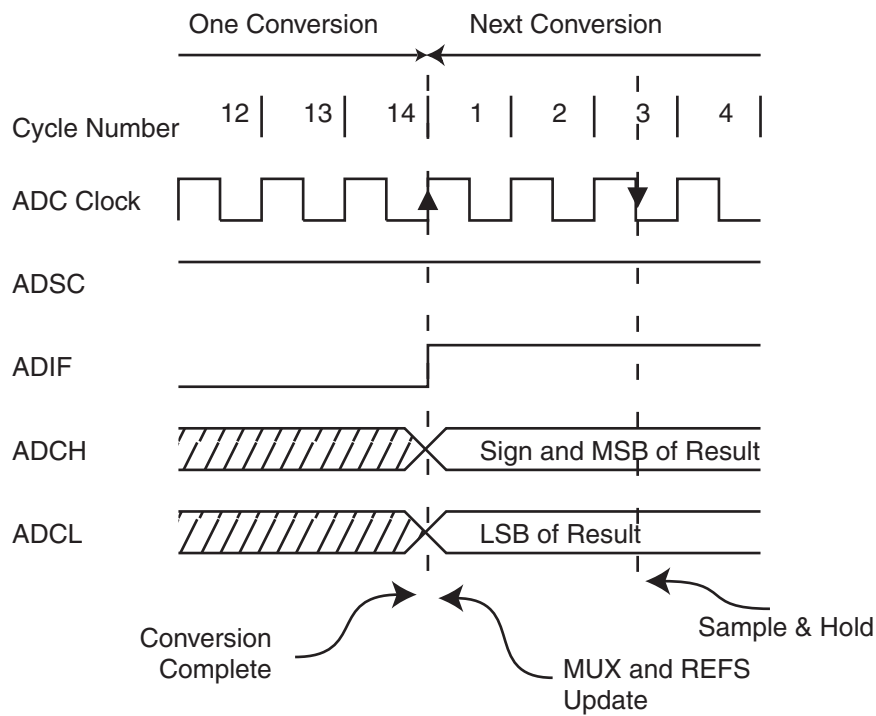 One Conversion Next Conversion
Cycle Number 12 13 14 1 2 3 4
ADC Clock
ADSC
ADIF
ADCH Sign and MSB of Result
ADCL LSB of Result
Conversion
Complete
MUX and REFS
Update
Sample & Hold